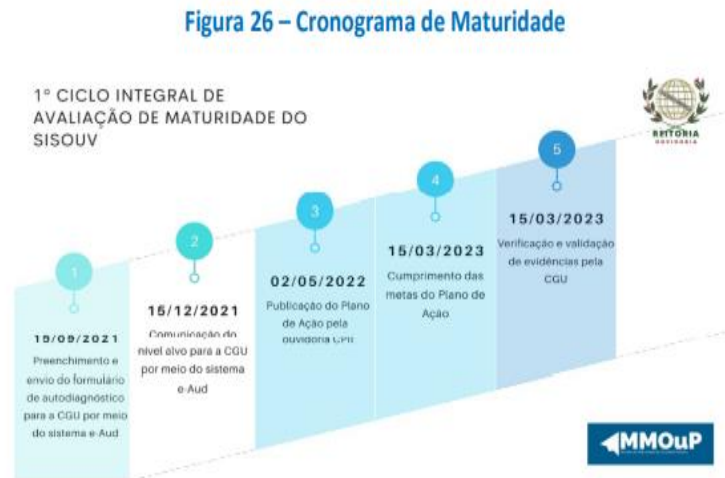 Figura 26 – Cronograma de Maturidade
1º CICLO INTEGRAL DE
AVALIAÇÃO DE MATURIDADE DO
SISOUV
REITORIA
OUVIDORIA
1
19/09/2021
Preenchimento e
envio do formulário
de autodiagnóstico
para a CGU por meio
do sistema e-Aud
2
15/12/2021
Comunicação do
nível alvo para a CGU
por meio do sistema
e-Aud
3
02/05/2022
Publicação do Plano
de Ação pela
ouvidoria
4
15/03/2023
Cumprimento das
metas do Plano de
Ação
5
15/03/2023
Verificação e validação
de evidências pela
CGU
MMOuP